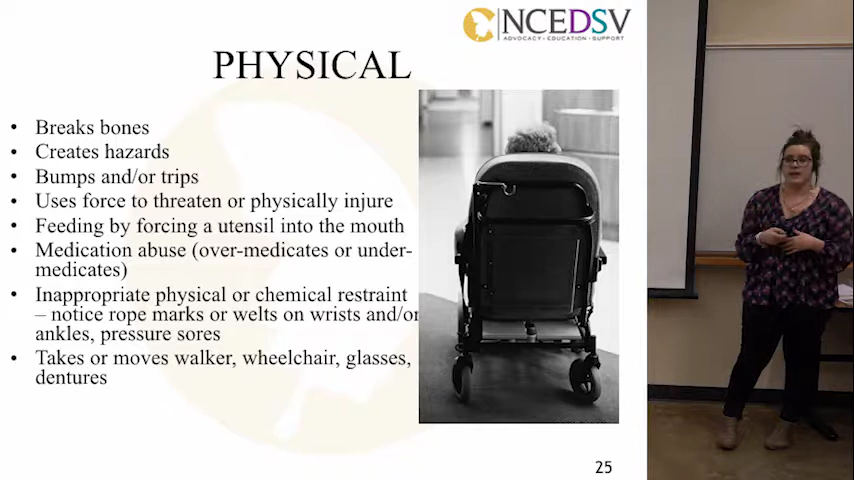 NCEDSV
ADVOCACY • EDUCATION • SUPPORT
PHYSICAL
• Breaks bones
• Creates hazards
• Bumps and/or trips
• Uses force to threaten or physically injure
• Feeding by forcing a utensil into the mouth
• Medication abuse (over-medicates or under-
medicates)
• Inappropriate physical or chemical restraint
– notice rope marks or welts on wrists and/or
ankles, pressure sores
• Takes or moves walker, wheelchair, glasses,
dentures
25